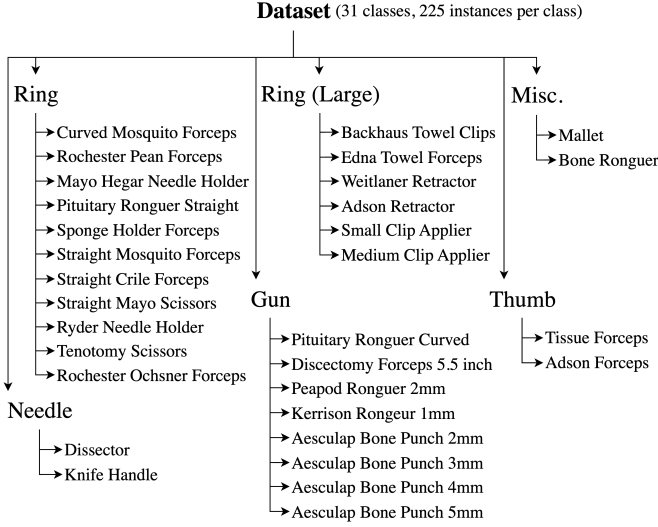 Dataset (31 classes, 225 instances per class)
Ring
Curved Mosquito Forceps
Rochester Pean Forceps
Mayo Hegar Needle Holder
Pituitary Ronguer Straight
Sponge Holder Forceps
Straight Mosquito Forceps
Straight Crile Forceps
Straight Mayo Scissors
Ryder Needle Holder
Tenotomy Scissors
Rochester Ochsner Forceps
Ring (Large)
Backhaus Towel Clips
Edna Towel Forceps
Weitlaner Retractor
Adson Retractor
Small Clip Applier
Medium Clip Applier
Misc.
Mallet
Bone Ronguer
Gun
Pituitary Ronguer Curved
Discectomy Forceps 5.5 inch
Peapod Ronguer 2mm
Kerrison Rongeur 1mm
Aesculap Bone Punch 2mm
Aesculap Bone Punch 3mm
Aesculap Bone Punch 4mm
Aesculap Bone Punch 5mm
Thumb
Tissue Forceps
Adson Forceps
Needle
Dissector
Knife Handle